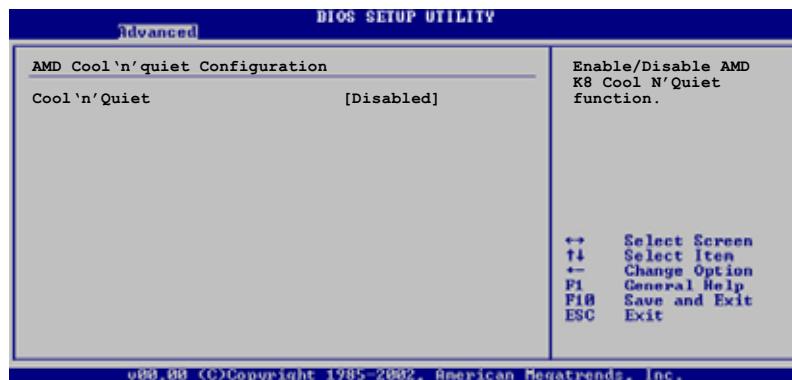 BIOS SETUP UTILITY
Advanced
AMD Cool`n'quiet Configuration
Cool`n'Quiet [Disabled]
Enable/Disable AMD
K8 Cool N'Quiet
function.
↔ Select Screen
↑↓ Select Item
+- Change Option
F1 General Help
F10 Save and Exit
ESC Exit
v00.00 (C)Copyright 1985-2002, American Megatrends, Inc.